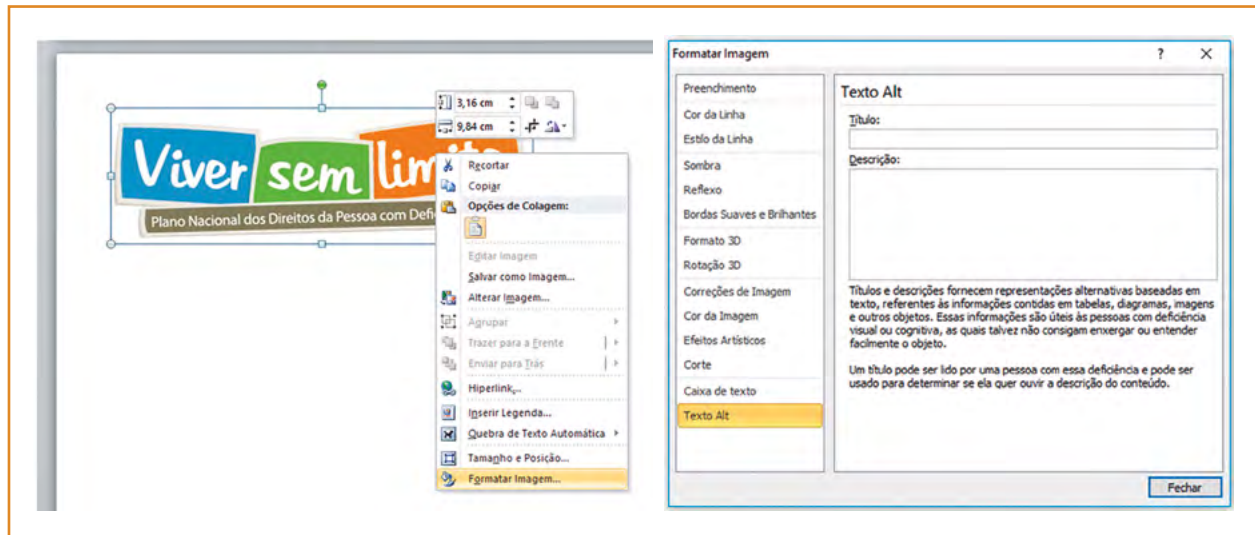 3,16 cm
9,84 cm
Viver sem limite
Plano Nacional dos Direitos da Pessoa com Defi
Recortar
Copiar
Opções de Colagem:
Editar Imagem
Salvar como Imagem...
Alterar Imagem...
Agrupar
Trazer para a Frente
Enviar para Trás
Hiperlink...
Inserir Legenda...
Quebra de Texto Automática
Tamanho e Posição...
Formatar Imagem...
Formatar Imagem ? X
Preenchimento
Cor da Linha
Estilo da Linha
Sombra
Reflexo
Bordas Suaves e Brilhantes
Formato 3D
Rotação 3D
Correções de Imagem
Cor da Imagem
Efeitos Artísticos
Corte
Caixa de texto
Texto Alt
Texto Alt
Título:
Descrição:
Títulos e descrições fornecem representações alternativas baseadas em
texto, referentes às informações contidas em tabelas, diagramas, imagens
e outros objetos. Essas informações são úteis às pessoas com deficiência
visual ou cognitiva, as quais talvez não consigam enxergar ou entender
facilmente o objeto.
Um título pode ser lido por uma pessoa com essa deficiência e pode ser
usado para determinar se ela quer ouvir a descrição do conteúdo.
Fechar